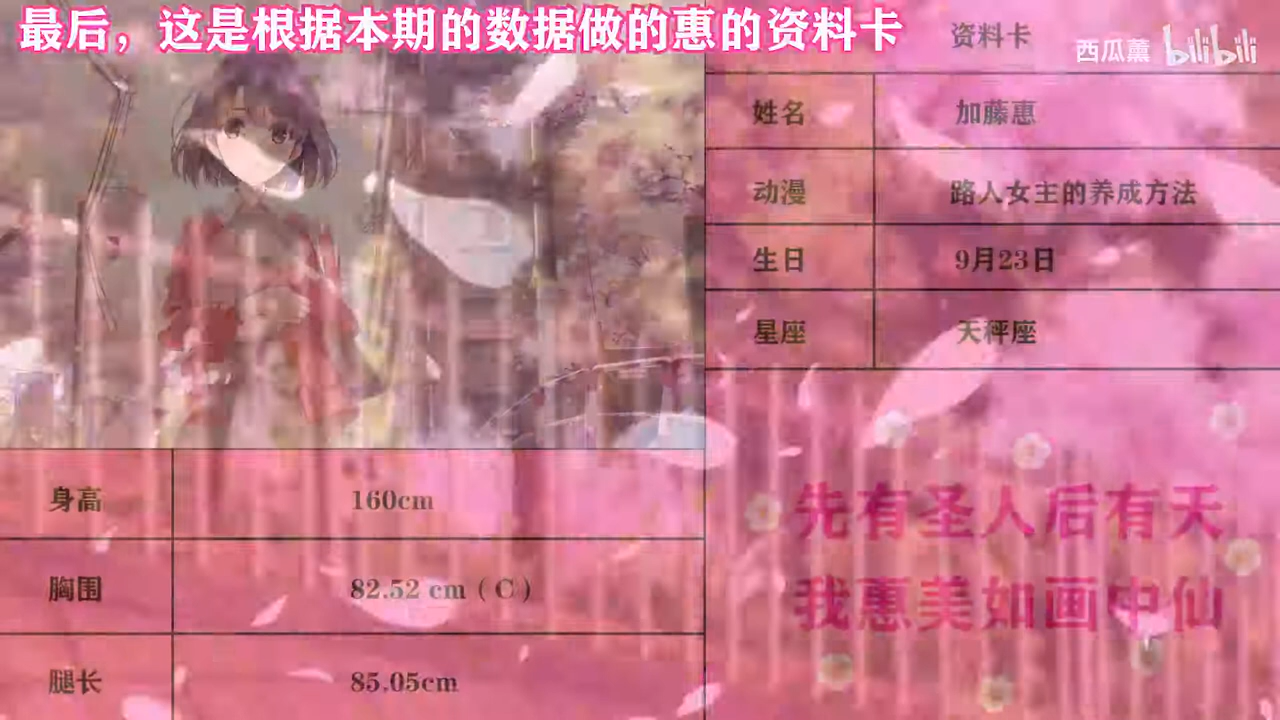 最后，这是根据本期的数据做的惠的资料卡
资料卡
西瓜薰 bilibili
姓名 加藤惠
动漫 路人女主的养成方法
生日 9月23日
星座 天秤座
身高 160cm
胸围 82.52 cm（C）
腿长 85.05cm
先有圣人后有天
我惠美如画中仙